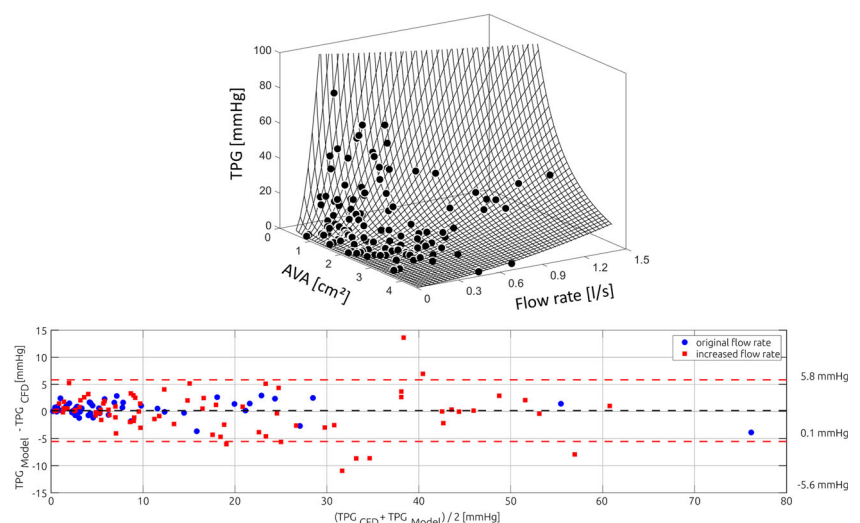 100
80
60
40
20
0
TPG [mmHg]
0
1
2
3
4
AVA [cm²]
0
0.3
0.6
0.9
1.2
1.5
Flow rate [l/s]
15
10
5
0
-5
-10
-15
TPG Model - TPG CFD [mmHg]
original flow rate
increased flow rate
5.8 mmHg
0.1 mmHg
-5.6 mmHg
0 10 20 30 40 50 60 70 80
(TPG CFD + TPG Model) / 2 [mmHg]